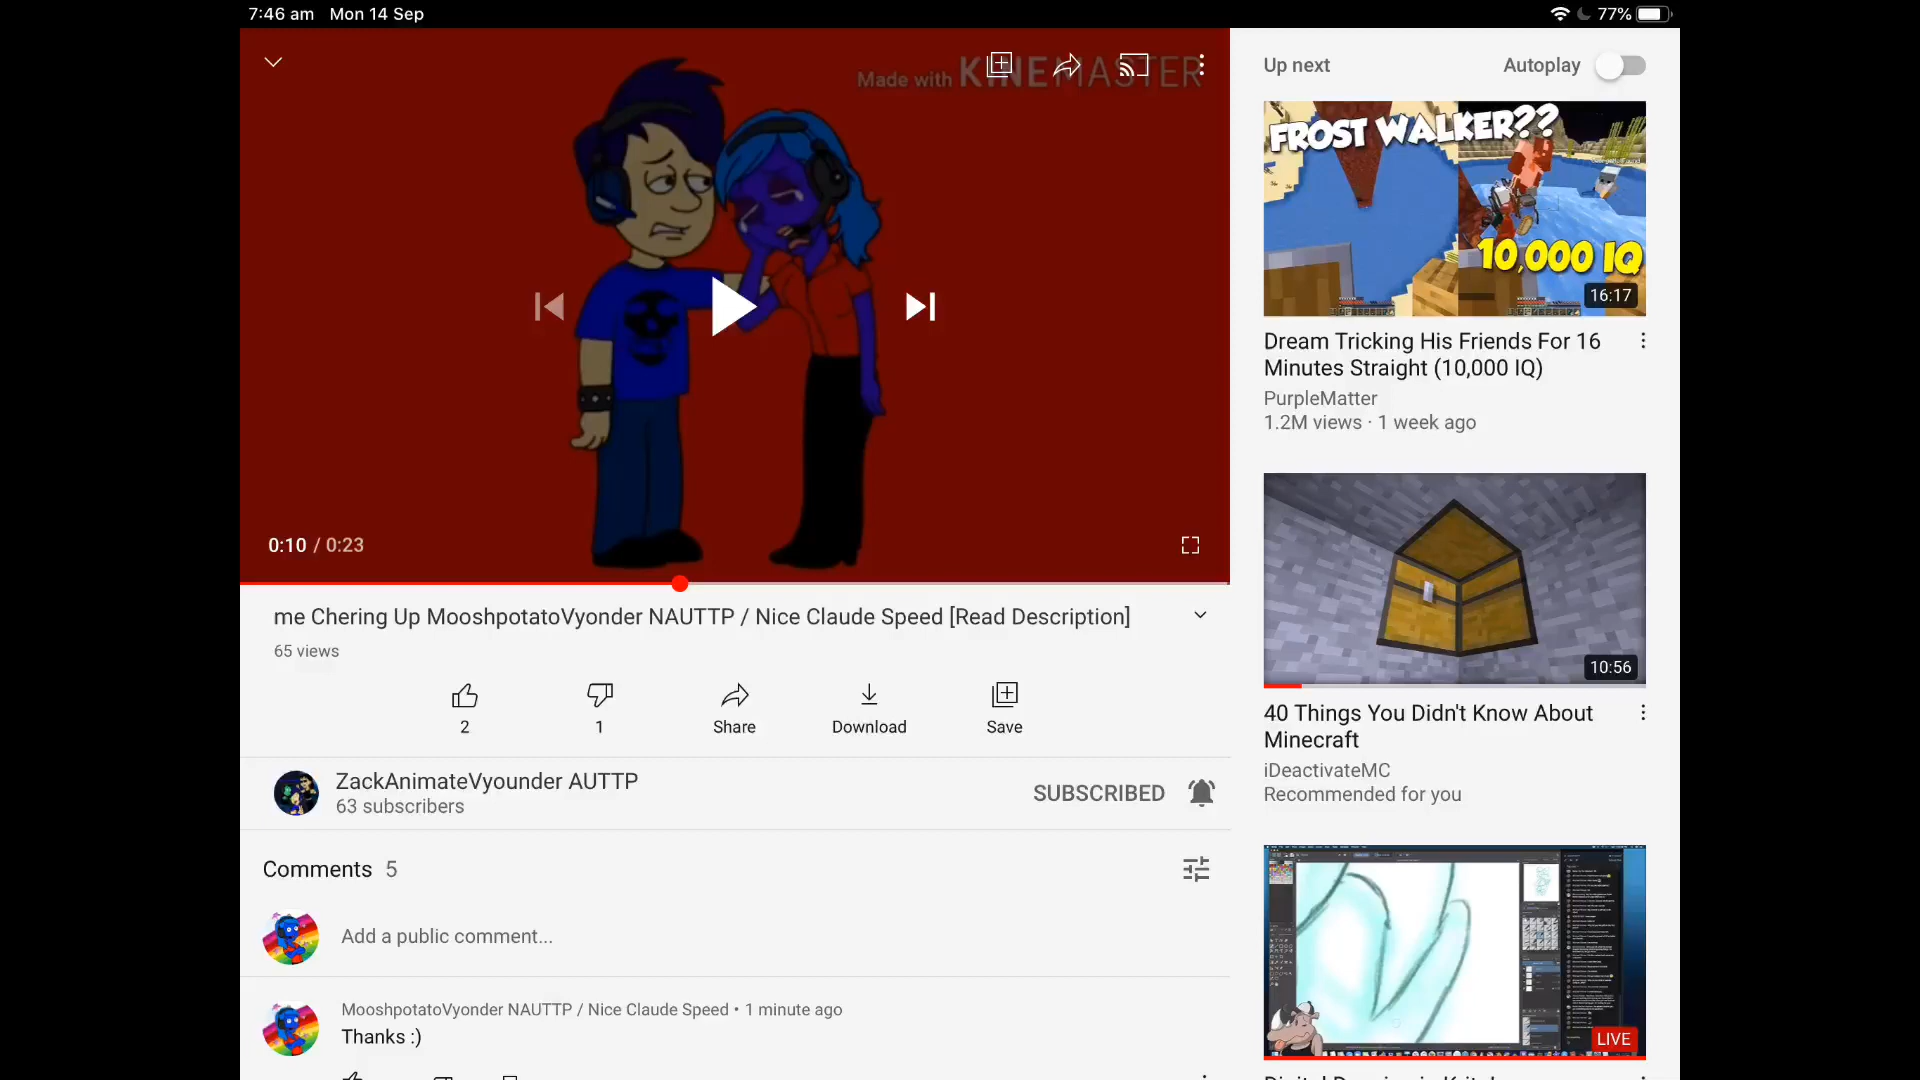 7:46 am Mon 14 Sep
77%
Made with KINEMASTER
0:10 / 0:23
me Chering Up MooshpotatoVyonder NAUTTP / Nice Claude Speed [Read Description]
65 views
2
1
Share
Download
Save
ZackAnimateVyounder AUTTP
63 subscribers
SUBSCRIBED
Comments 5
Add a public comment...
MooshpotatoVyonder NAUTTP / Nice Claude Speed • 1 minute ago
Thanks :)
Up next
Autoplay
FROST WALKER??
10,000 IQ
16:17
Dream Tricking His Friends For 16
Minutes Straight (10,000 IQ)
PurpleMatter
1.2M views · 1 week ago
10:56
40 Things You Didn't Know About
Minecraft
iDeactivateMC
Recommended for you
LIVE